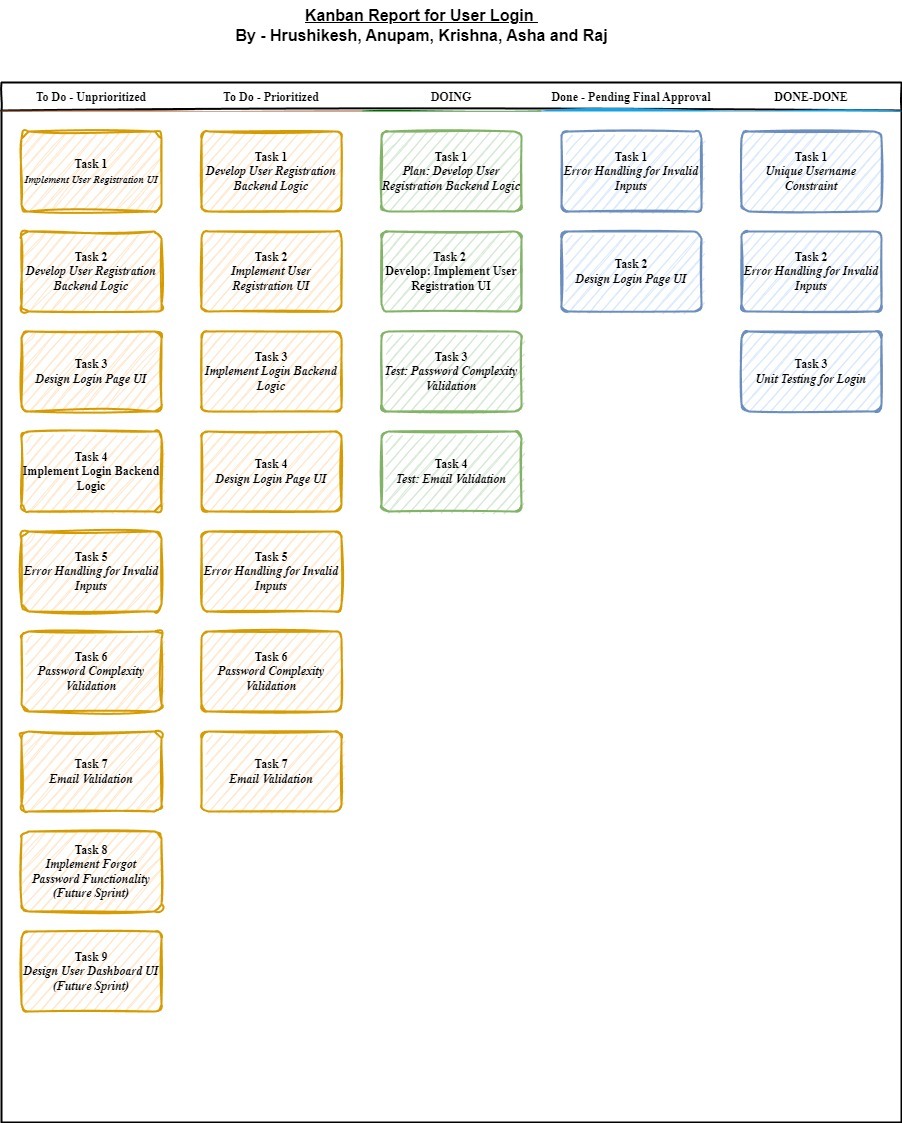 Kanban Report for User Login
By - Hrushikesh, Anupam, Krishna, Asha and Raj
To Do - Unprioritized
To Do - Prioritized
DOING
Done - Pending Final Approval
DONE-DONE
Task 1
Implement User Registration UI
Task 2
Develop User Registration
Backend Logic
Task 3
Design Login Page UI
Task 4
Implement Login Backend
Logic
Task 5
Error Handling for Invalid
Inputs
Task 6
Password Complexity
Validation
Task 7
Email Validation
Task 8
Implement Forgot
Password Functionality
(Future Sprint)
Task 9
Design User Dashboard UI
(Future Sprint)
Task 1
Develop User Registration
Backend Logic
Task 2
Implement User
Registration UI
Task 3
Implement Login Backend
Logic
Task 4
Design Login Page UI
Task 5
Error Handling for Invalid
Inputs
Task 6
Password Complexity
Validation
Task 7
Email Validation
Task 1
Plan: Develop User
Registration Backend Logic
Task 2
Develop: Implement User
Registration UI
Task 3
Test: Password Complexity
Validation
Task 4
Test: Email Validation
Task 1
Error Handling for Invalid
Inputs
Task 2
Design Login Page UI
Task 1
Unique Username
Constraint
Task 2
Error Handling for Invalid
Inputs
Task 3
Unit Testing for Login